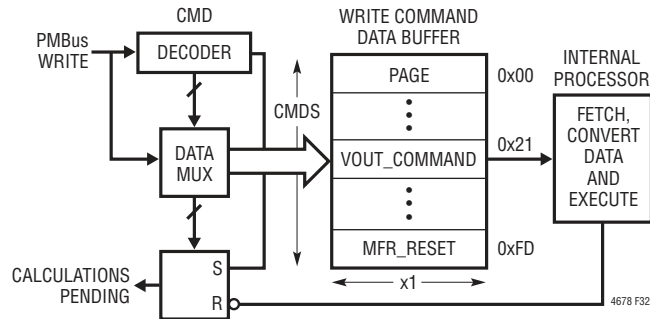 CMD
PMBus
WRITE
DECODER
CMDS
DATA
MUX
S
R
CALCULATIONS
PENDING
WRITE COMMAND
DATA BUFFER
PAGE
0x00
VOUT_COMMAND
0x21
MFR_RESET
0xFD
x1
INTERNAL
PROCESSOR
FETCH,
CONVERT
DATA
AND
EXECUTE
4678 F32